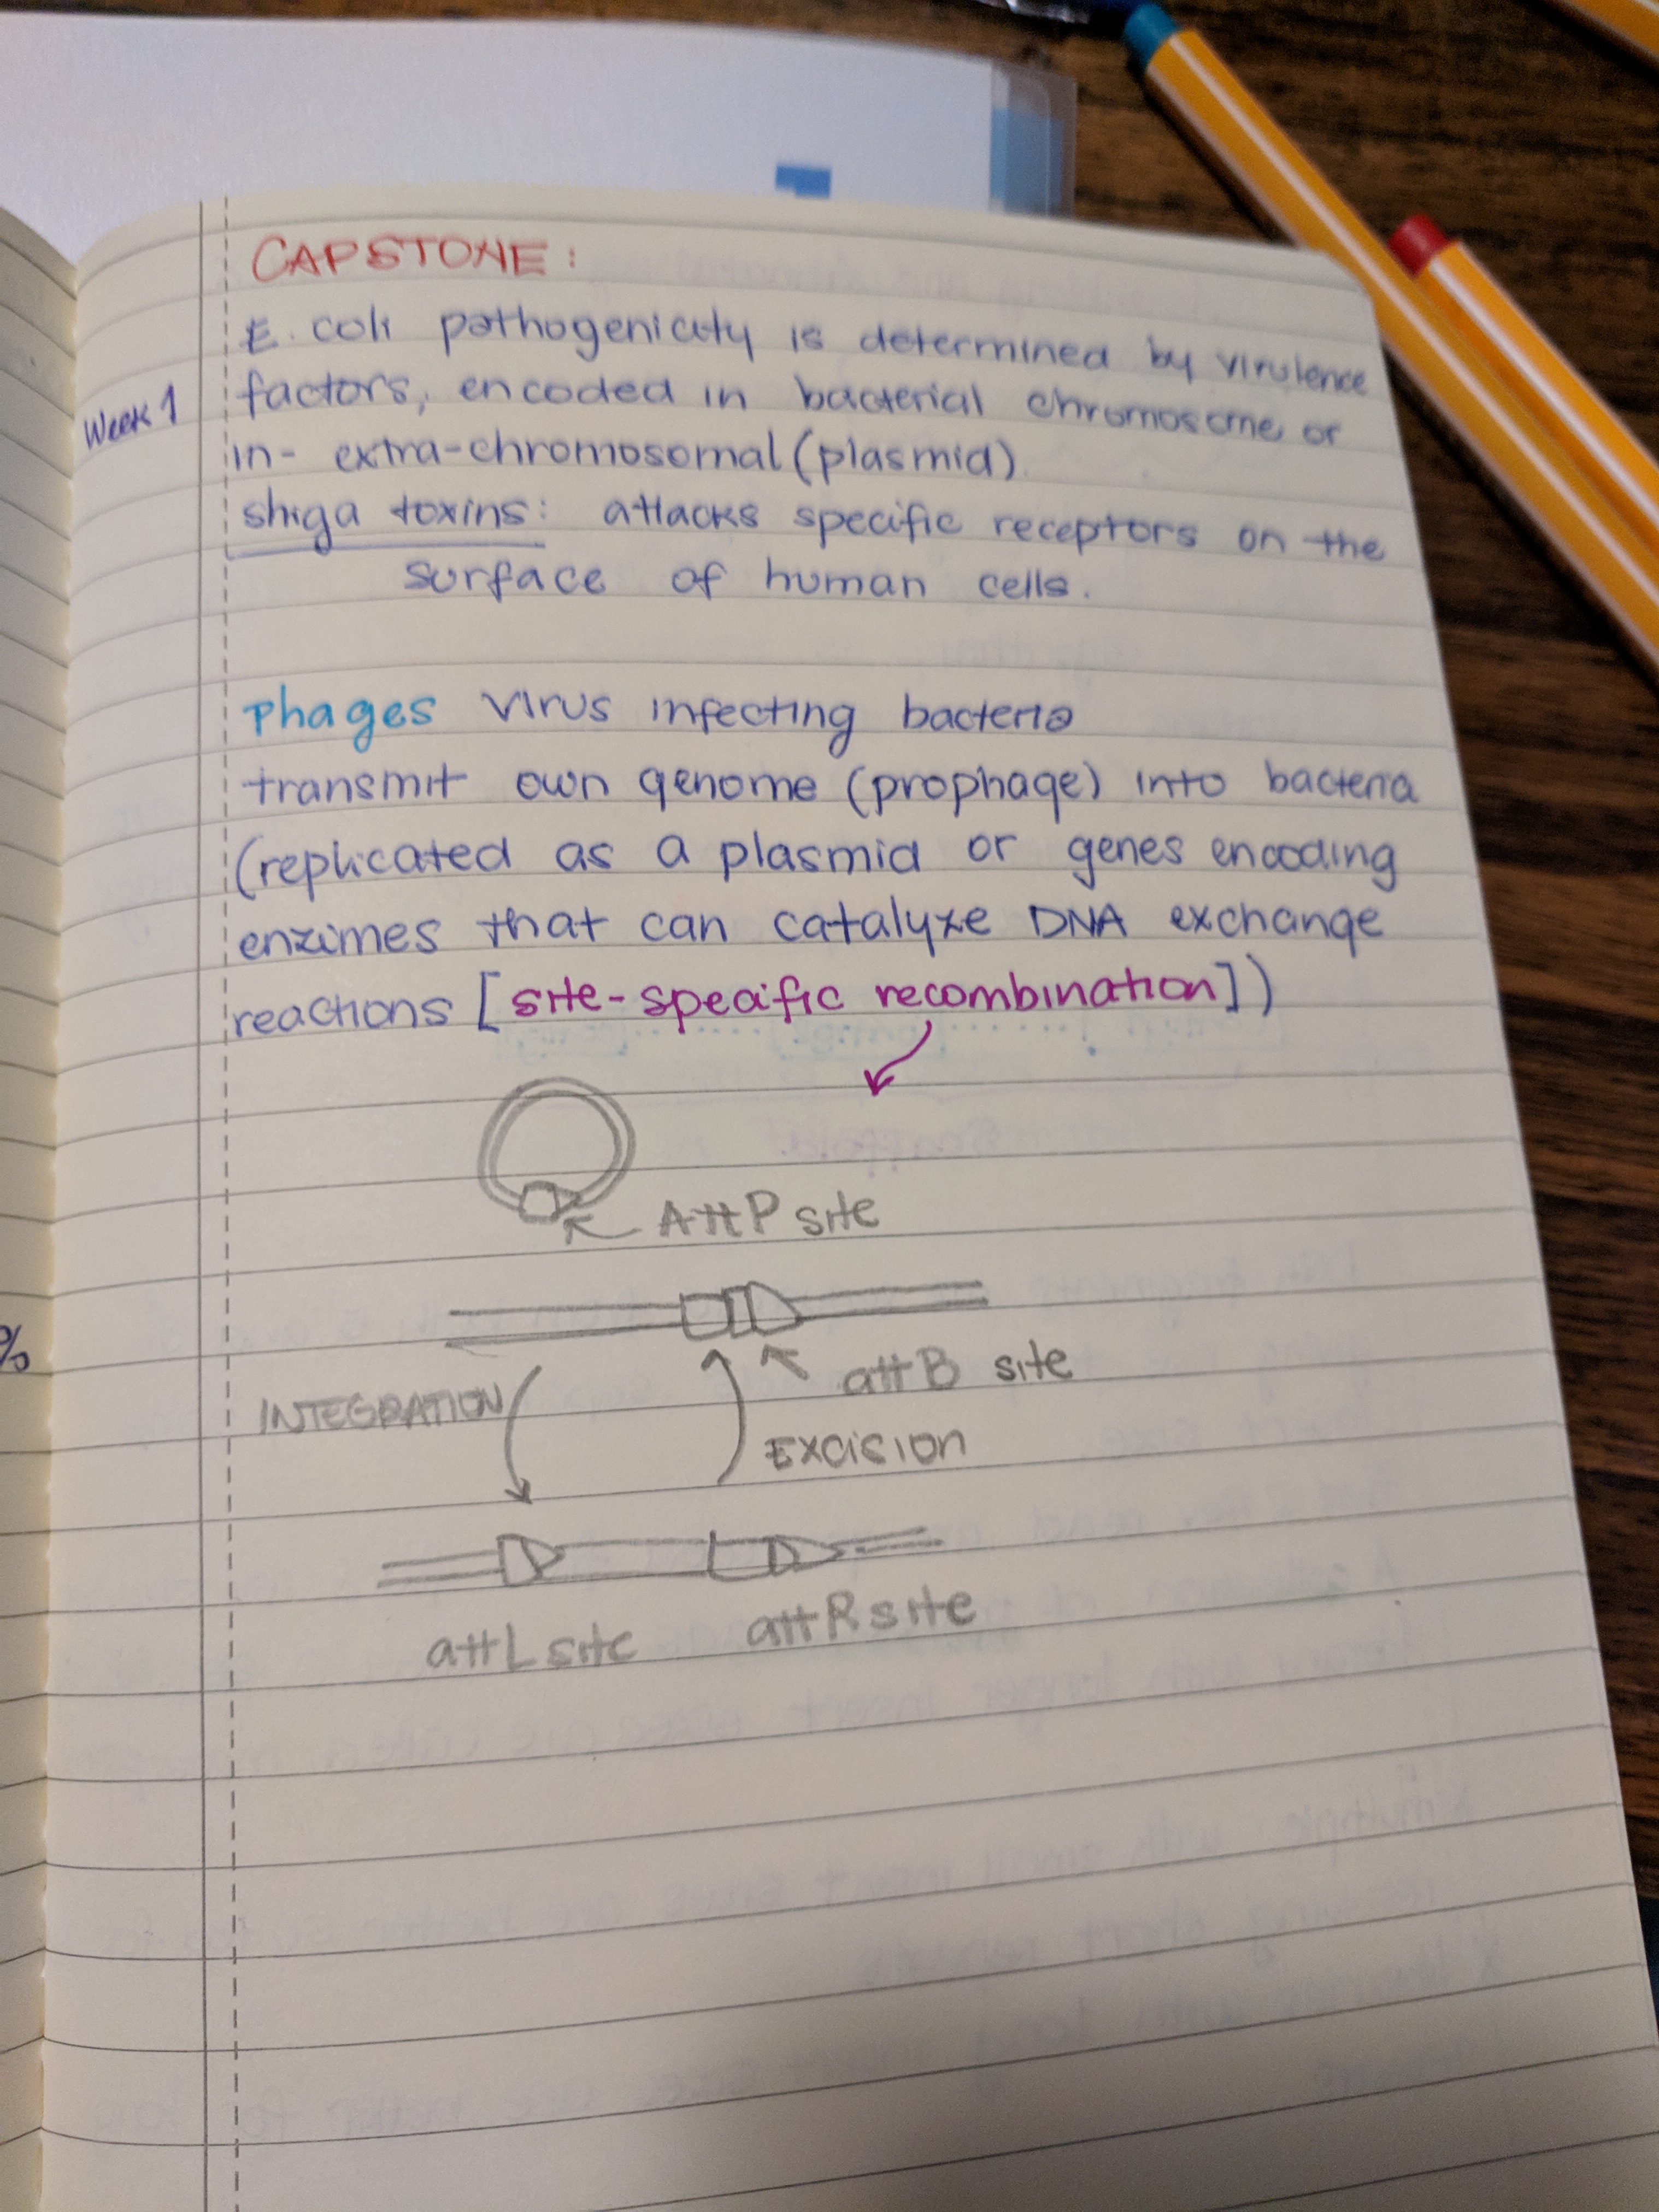 CAPSTONE:
E. coli pathogenicity is determined by virulence
Week 1
factors, encoded in bacterial chromosome or
in- extra-chromosomal (plasmid).
shiga toxins: attacks specific receptors on the
surface of human cells.
Phages virus infecting bacteria
transmit own genome (prophage) into bacteria
(replicated as a plasmid or genes encoding
enzimes that can catalyze DNA exchange
reactions [site-specific recombination])
AttP site
attB site
INTEGRATION
EXCISION
%
attL site
attR site